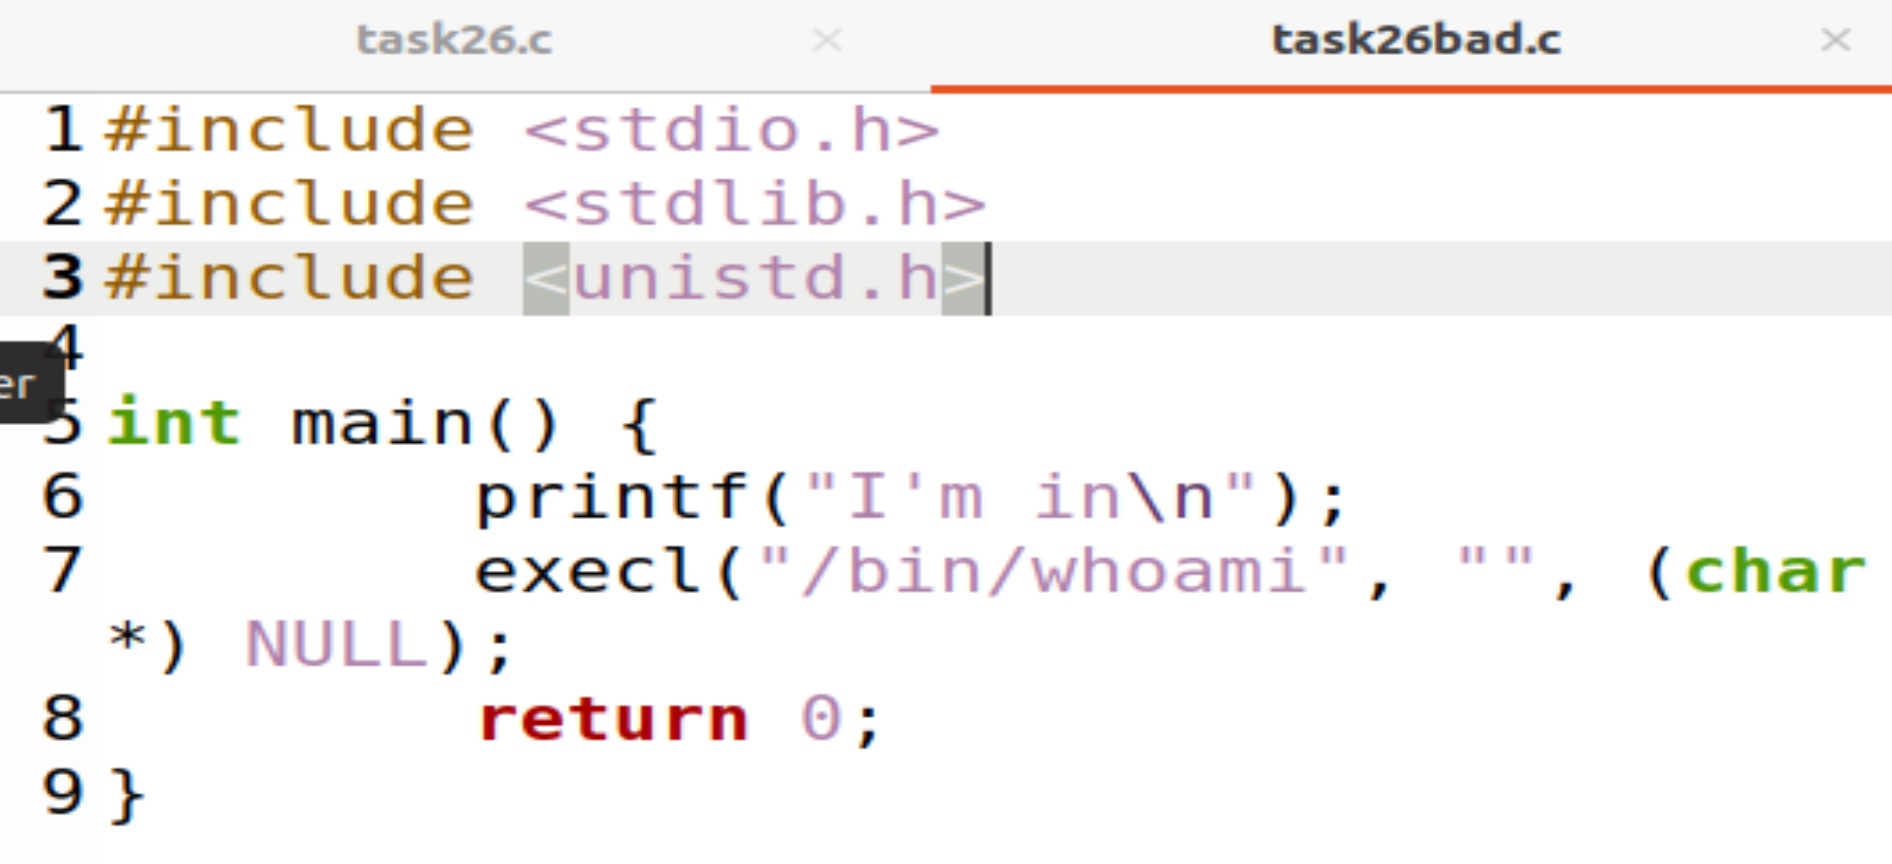 task26.c × task26bad.c ×
1 #include <stdio.h>
2 #include <stdlib.h>
3 #include <unistd.h>
4
er
5 int main() {
6 printf("I'm in\n");
7 execl("/bin/whoami", "", (char
*) NULL);
8 return 0;
9 }